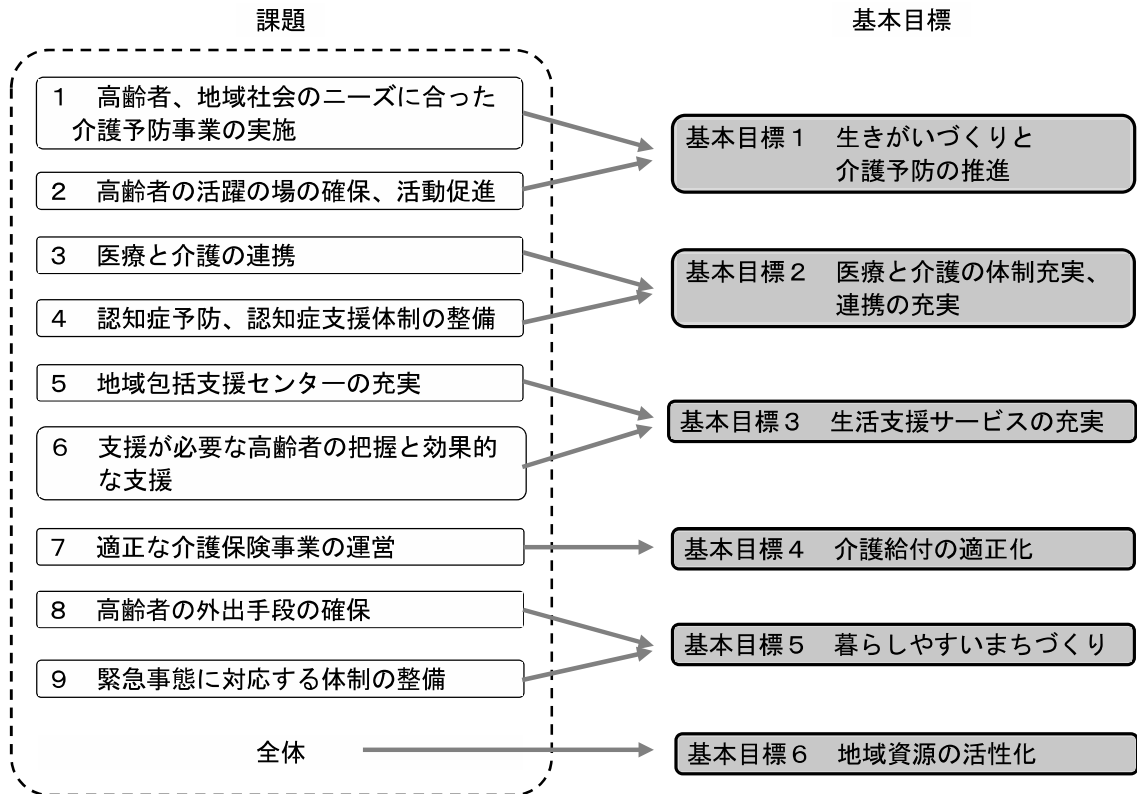 課題
基本目標
１　高齢者、地域社会のニーズに合った
介護予防事業の実施
２　高齢者の活躍の場の確保、活動促進
３　医療と介護の連携
４　認知症予防、認知症支援体制の整備
５　地域包括支援センターの充実
６　支援が必要な高齢者の把握と効果的
な支援
７　適正な介護保険事業の運営
８　高齢者の外出手段の確保
９　緊急事態に対応する体制の整備
全体
基本目標１　生きがいづくりと
介護予防の推進
基本目標２　医療と介護の体制充実、
連携の充実
基本目標３　生活支援サービスの充実
基本目標４　介護給付の適正化
基本目標５　暮らしやすいまちづくり
基本目標６　地域資源の活性化